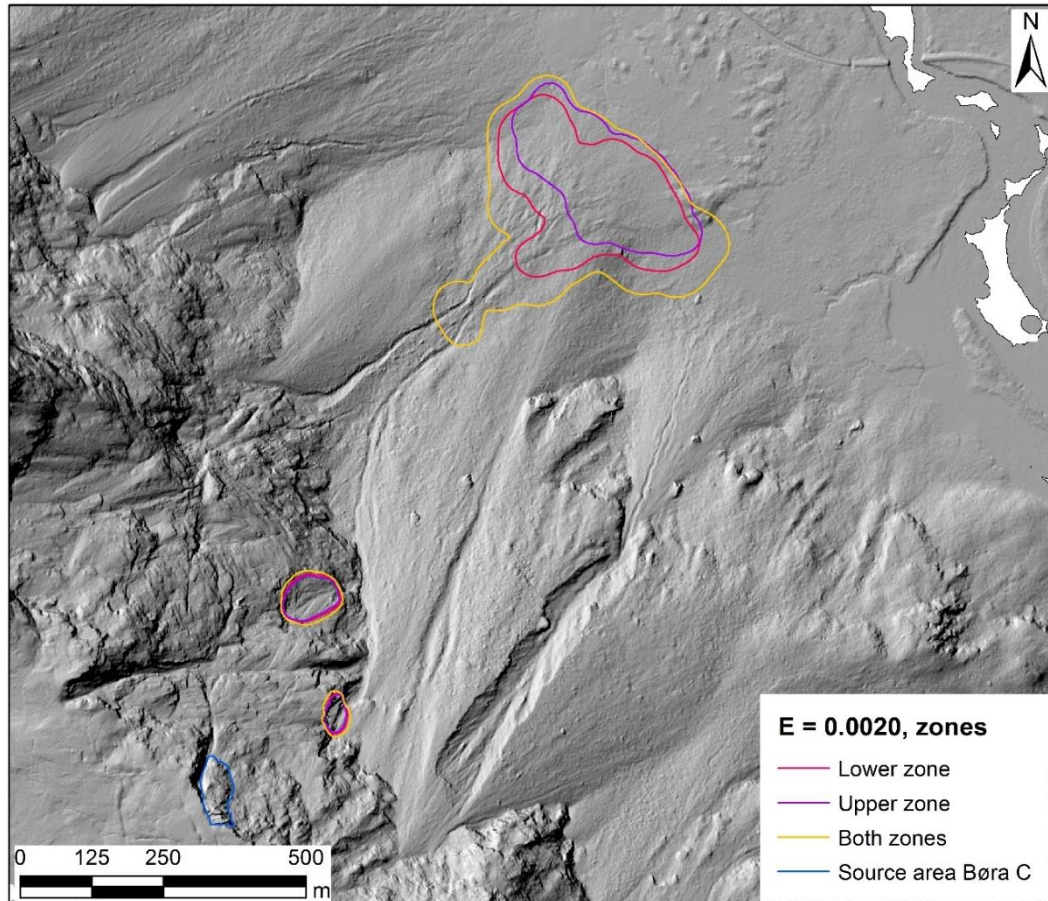 N
E = 0.0020, zones
Lower zone
Upper zone
Both zones
Source area Børa C
0 125 250 500
m